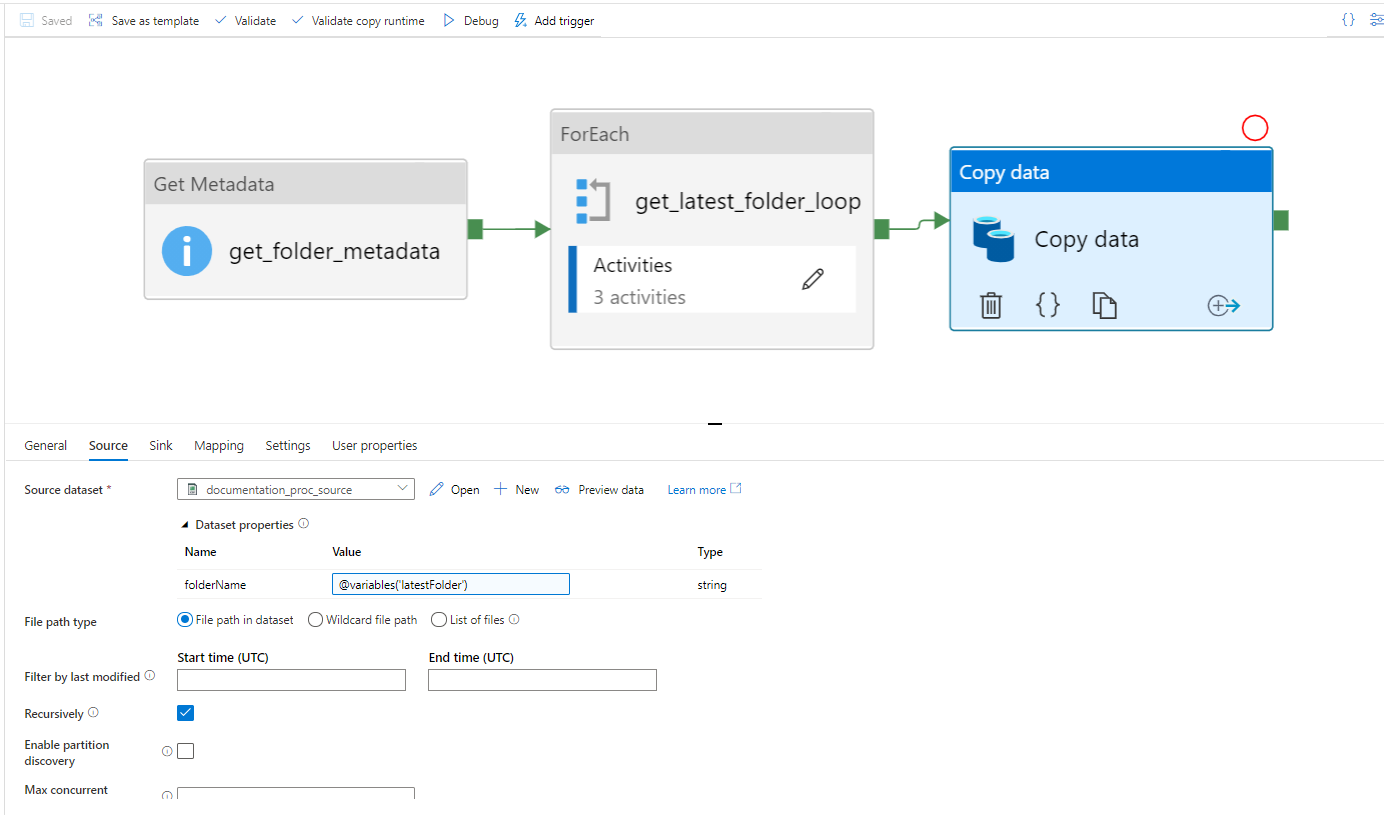 Saved Save as template Validate Validate copy runtime Debug Add trigger {}
Get Metadata
get_folder_metadata
ForEach
get_latest_folder_loop
Activities
3 activities
Copy data
Copy data
{}
General Source Sink Mapping Settings User properties
Source dataset * documentation_proc_source Open New Preview data Learn more
Dataset properties
Name Value Type
folderName @variables('latestFolder') string
File path type File path in dataset Wildcard file path List of files
Start time (UTC) End time (UTC)
Filter by last modified
Recursively
Enable partition
discovery
Max concurrent